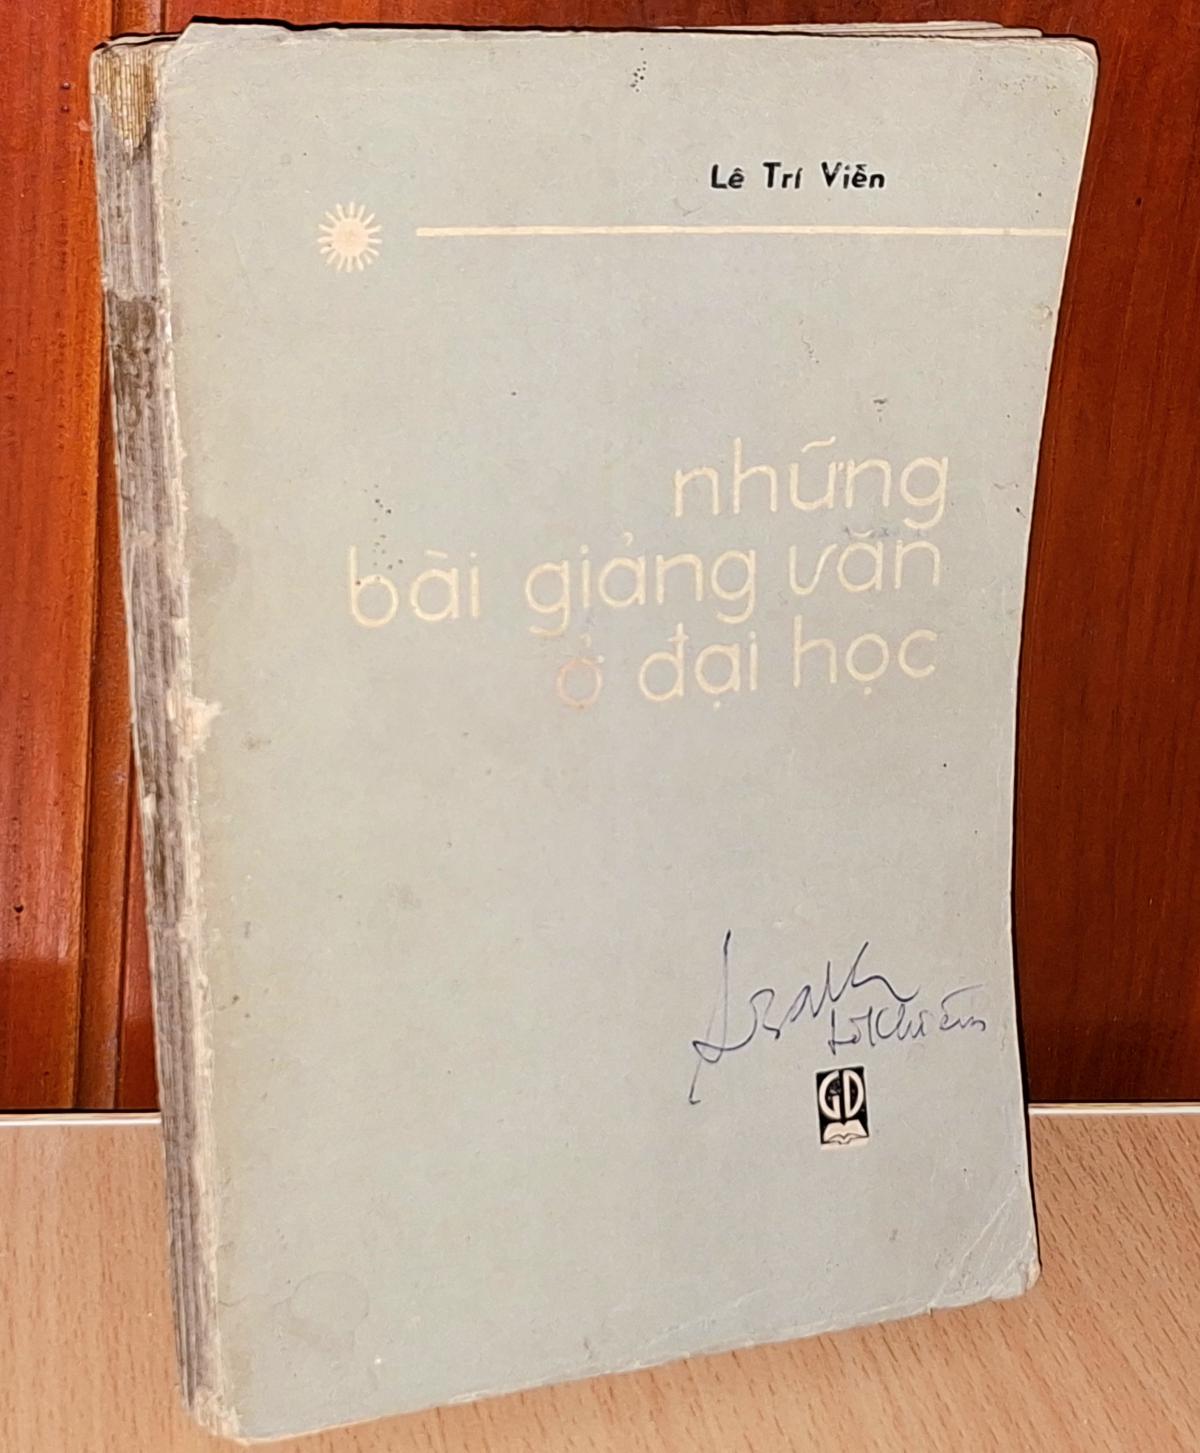 Lê Trí Viễn
những
bài giảng văn
ở đại học
GD